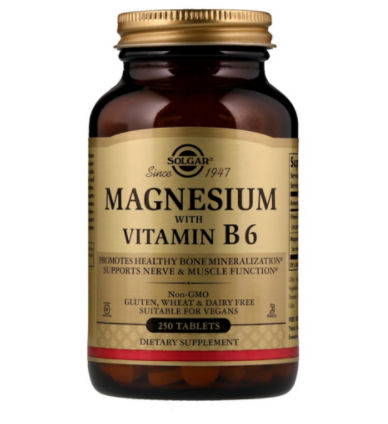 SOLGAR®
Since 1947
MAGNESIUM
WITH
VITAMIN B6
PROMOTES HEALTHY BONE MINERALIZATION*
SUPPORTS NERVE & MUSCLE FUNCTION*
Non-GMO
GLUTEN, WHEAT & DAIRY FREE
SUITABLE FOR VEGANS
250 TABLETS
DIETARY SUPPLEMENT